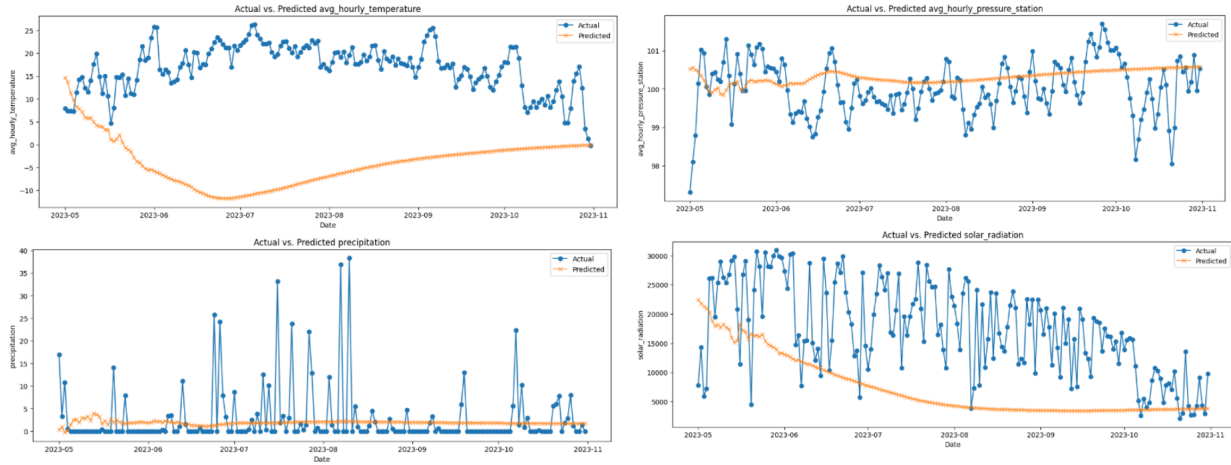 Actual vs. Predicted avg_hourly_temperature
Actual
Predicted
avg_hourly_temperature
25
20
15
10
5
0
−5
−10
2023-05
2023-06
2023-07
2023-08
2023-09
2023-10
2023-11
Date
Actual vs. Predicted avg_hourly_pressure_station
Actual
Predicted
avg_hourly_pressure_station
101
100
99
98
2023-05
2023-06
2023-07
2023-08
2023-09
2023-10
2023-11
Date
Actual vs. Predicted precipitation
Actual
Predicted
precipitation
40
35
30
25
20
15
10
5
0
2023-05
2023-06
2023-07
2023-08
2023-09
2023-10
2023-11
Date
Actual vs. Predicted solar_radiation
Actual
Predicted
solar_radiation
30000
25000
20000
15000
10000
5000
2023-05
2023-06
2023-07
2023-08
2023-09
2023-10
2023-11
Date